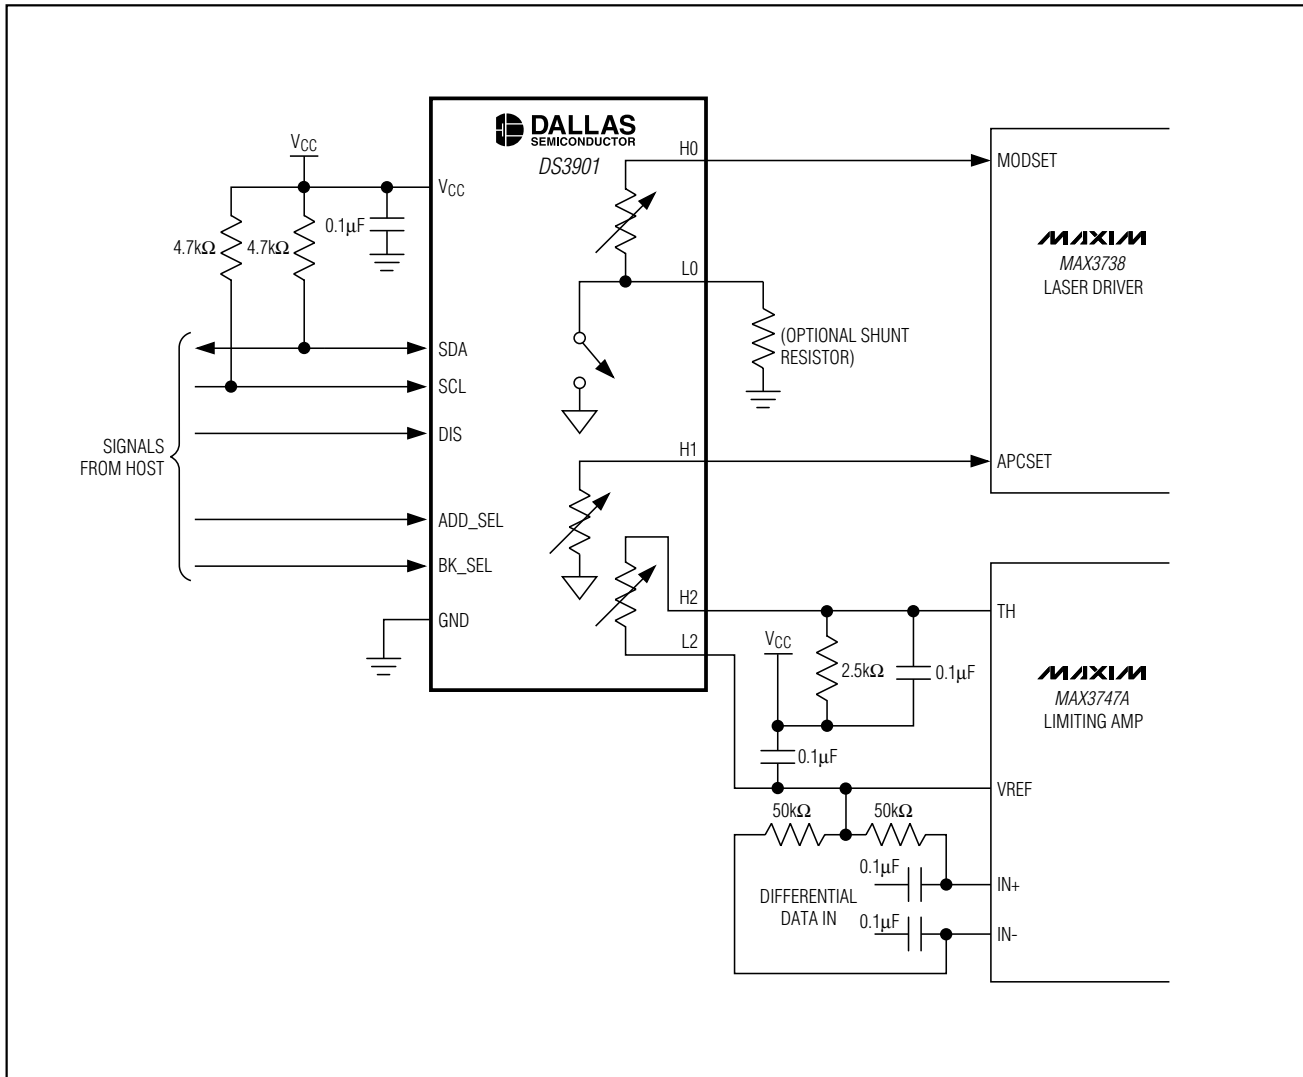 DALLAS
SEMICONDUCTOR
DS3901
VCC
VCC
4.7kΩ
4.7kΩ
0.1µF
SDA
SCL
DIS
ADD_SEL
BK_SEL
GND
SIGNALS
FROM HOST
H0
L0
H1
H2
L2
(OPTIONAL SHUNT
RESISTOR)
MODSET
MAXIM
MAX3738
LASER DRIVER
APCSET
TH
VCC
2.5kΩ
0.1µF
0.1µF
MAXIM
MAX3747A
LIMITING AMP
VREF
50kΩ
50kΩ
0.1µF
IN+
DIFFERENTIAL
DATA IN
0.1µF
IN-